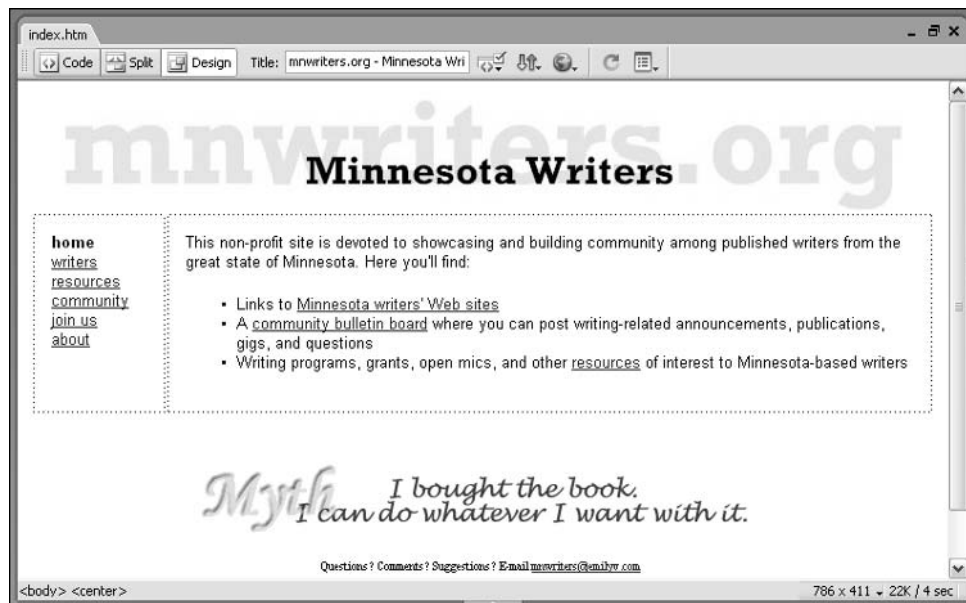 index.htm
Code Split Design Title: mnwriters.org - Minnesota Wri
mnwriters.org
Minnesota Writers
home
writers
resources
community
join us
about
This non-profit site is devoted to showcasing and building community among published writers from the
great state of Minnesota. Here you'll find:
• Links to Minnesota writers' Web sites
• A community bulletin board where you can post writing-related announcements, publications,
gigs, and questions
• Writing programs, grants, open mics, and other resources of interest to Minnesota-based writers
Myth
I bought the book.
I can do whatever I want with it.
Questions? Comments? Suggestions? E-mail mnwriters@emilyw.com
<body> <center> 786 x 411 22K / 4 sec